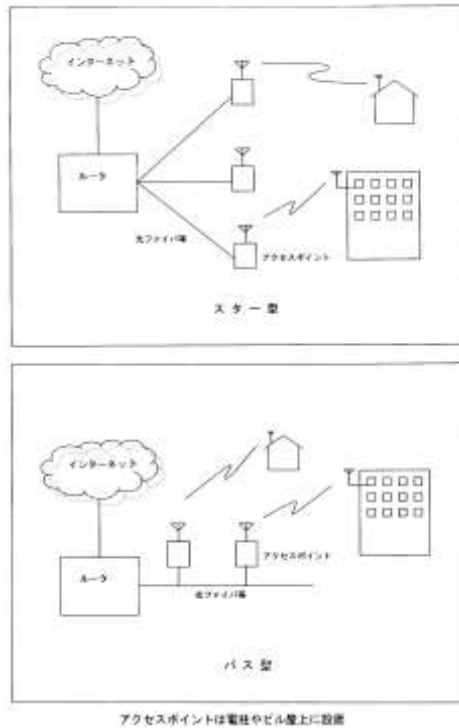 インターネット
ルータ
光ファイバ等
アクセスポイント
スター型
インターネット
ルータ
アクセスポイント
光ファイバ等
バス型
アクセスポイントは電柱やビル屋上に設置